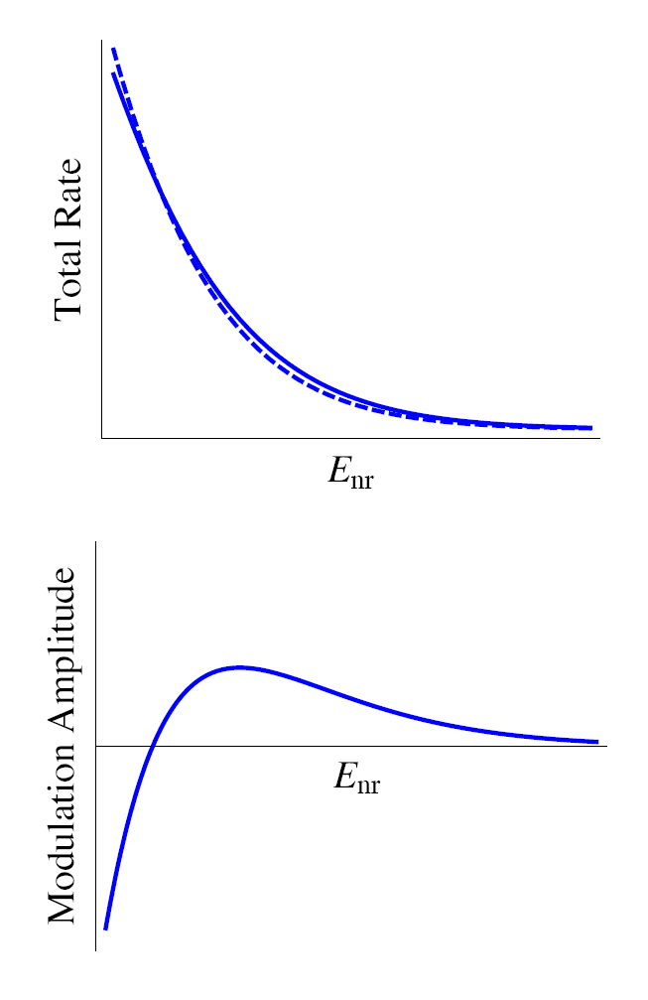 Total Rate
Enr
Modulation Amplitude
Enr